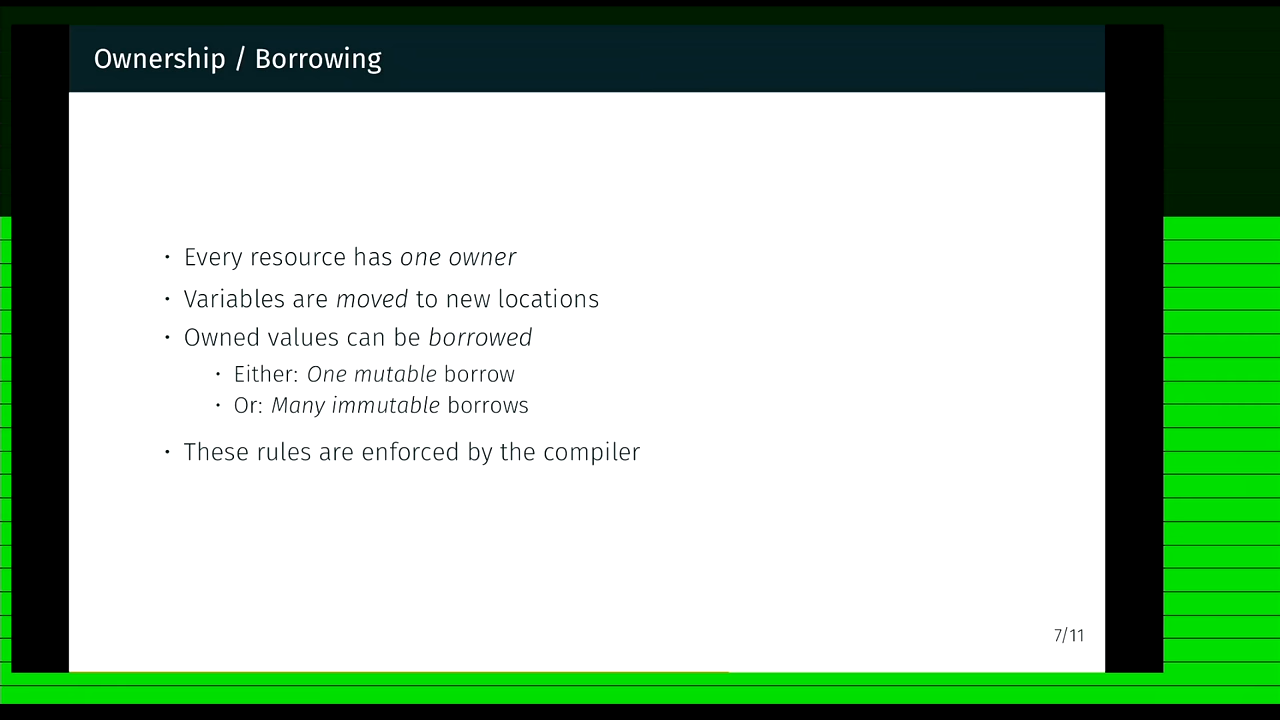 Ownership / Borrowing
• Every resource has one owner
• Variables are moved to new locations
• Owned values can be borrowed
• Either: One mutable borrow
• Or: Many immutable borrows
• These rules are enforced by the compiler
7/11